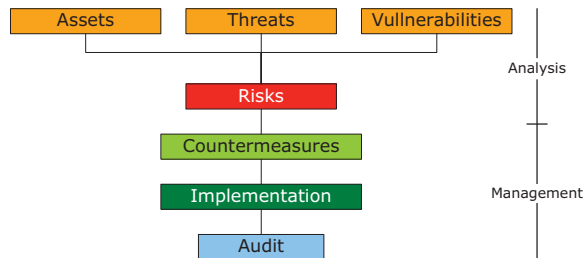 Assets
Threats
Vullnerabilities
Analysis
Risks
Countermeasures
Implementation
Management
Audit